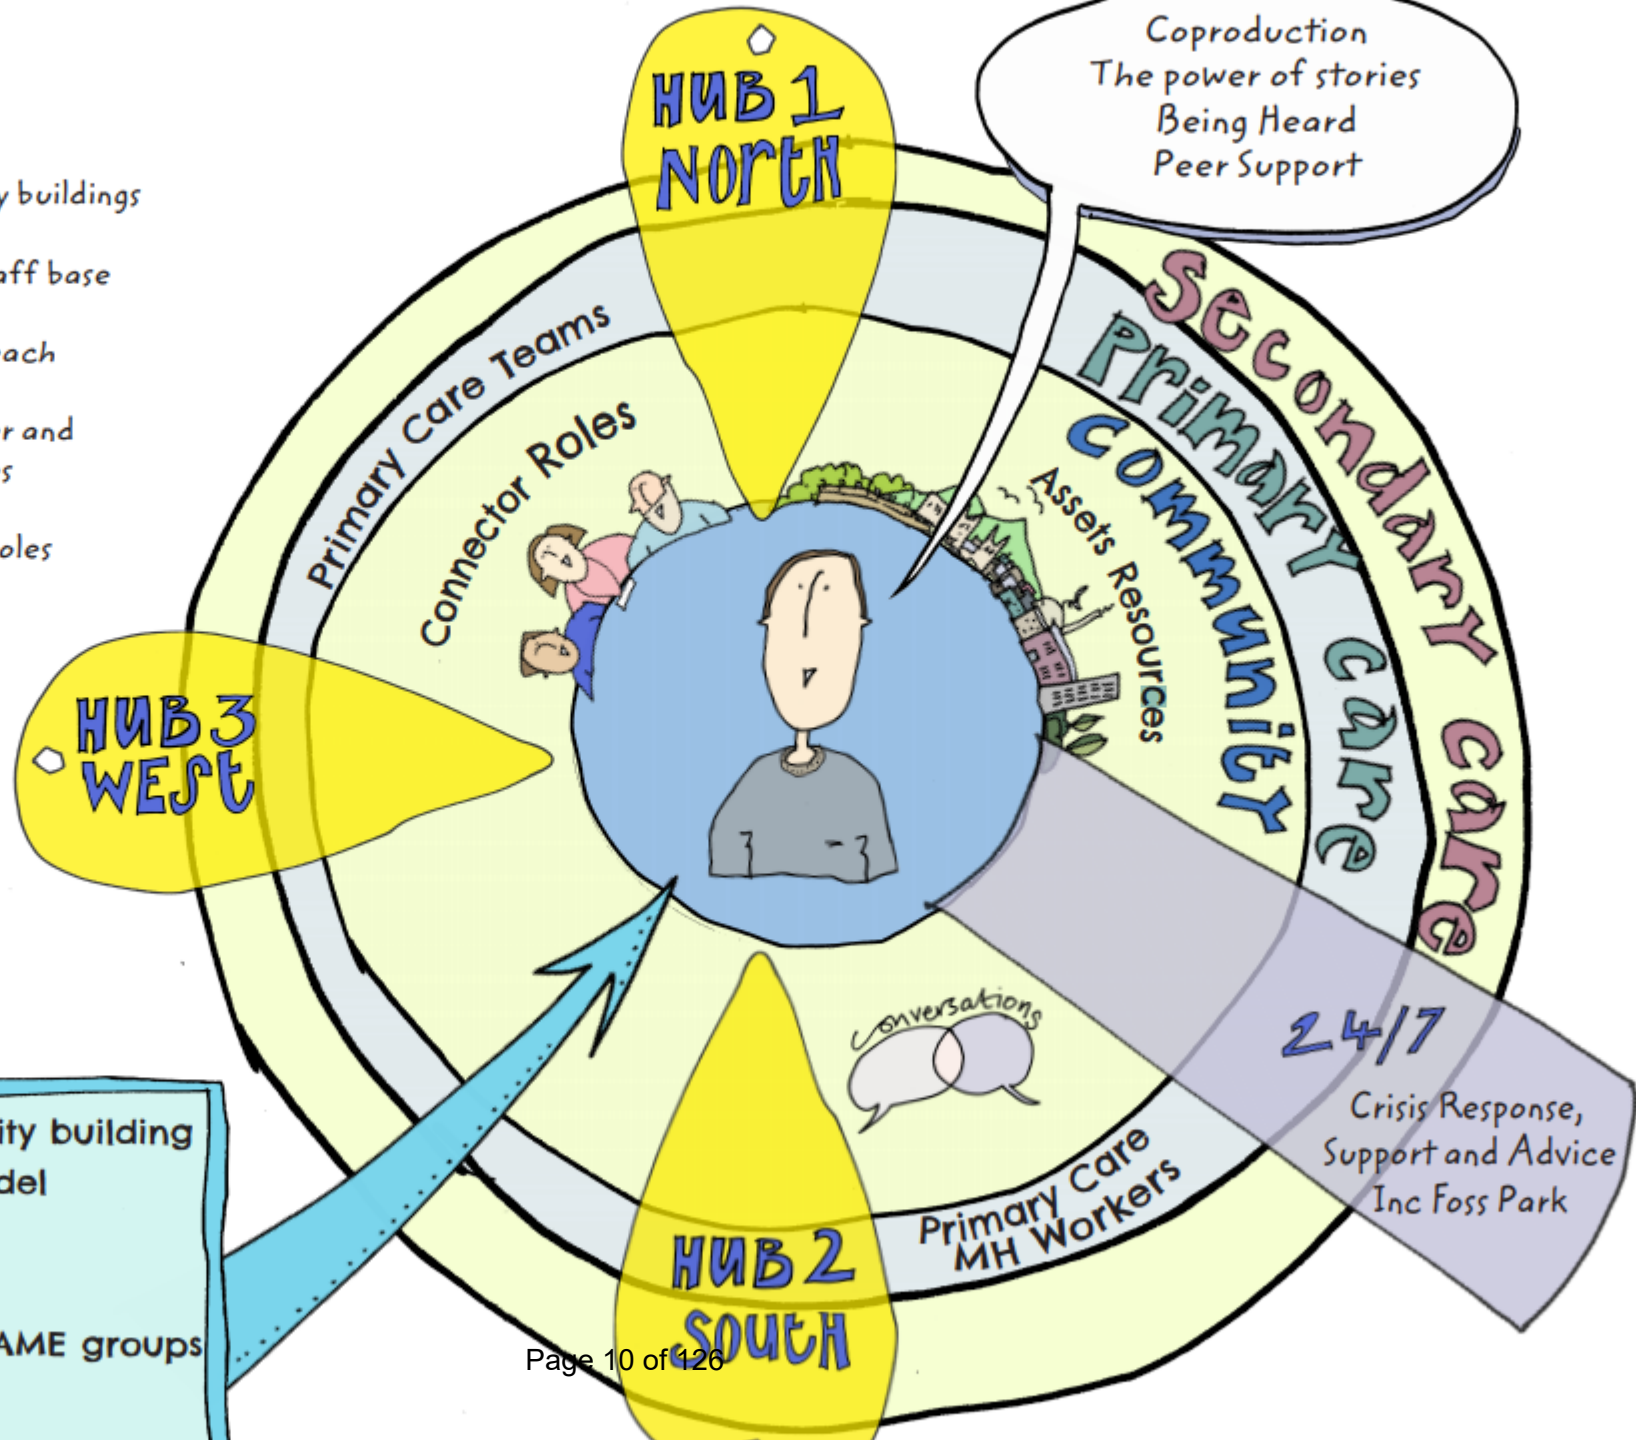 Coproduction
The power of stories
Being Heard
Peer Support
HUB 1
North
y buildings
aff base
ach
r and
s
oles
Secondary Care
Primary Care
Community
Primary Care Teams
Connector Roles
Assets Resources
HUB 3
West
Conversations
24/7
Crisis Response,
Support and Advice
Inc Foss Park
ity building
del
AME groups
Primary Care
MH Workers
HUB 2
South
Page 10 of 126